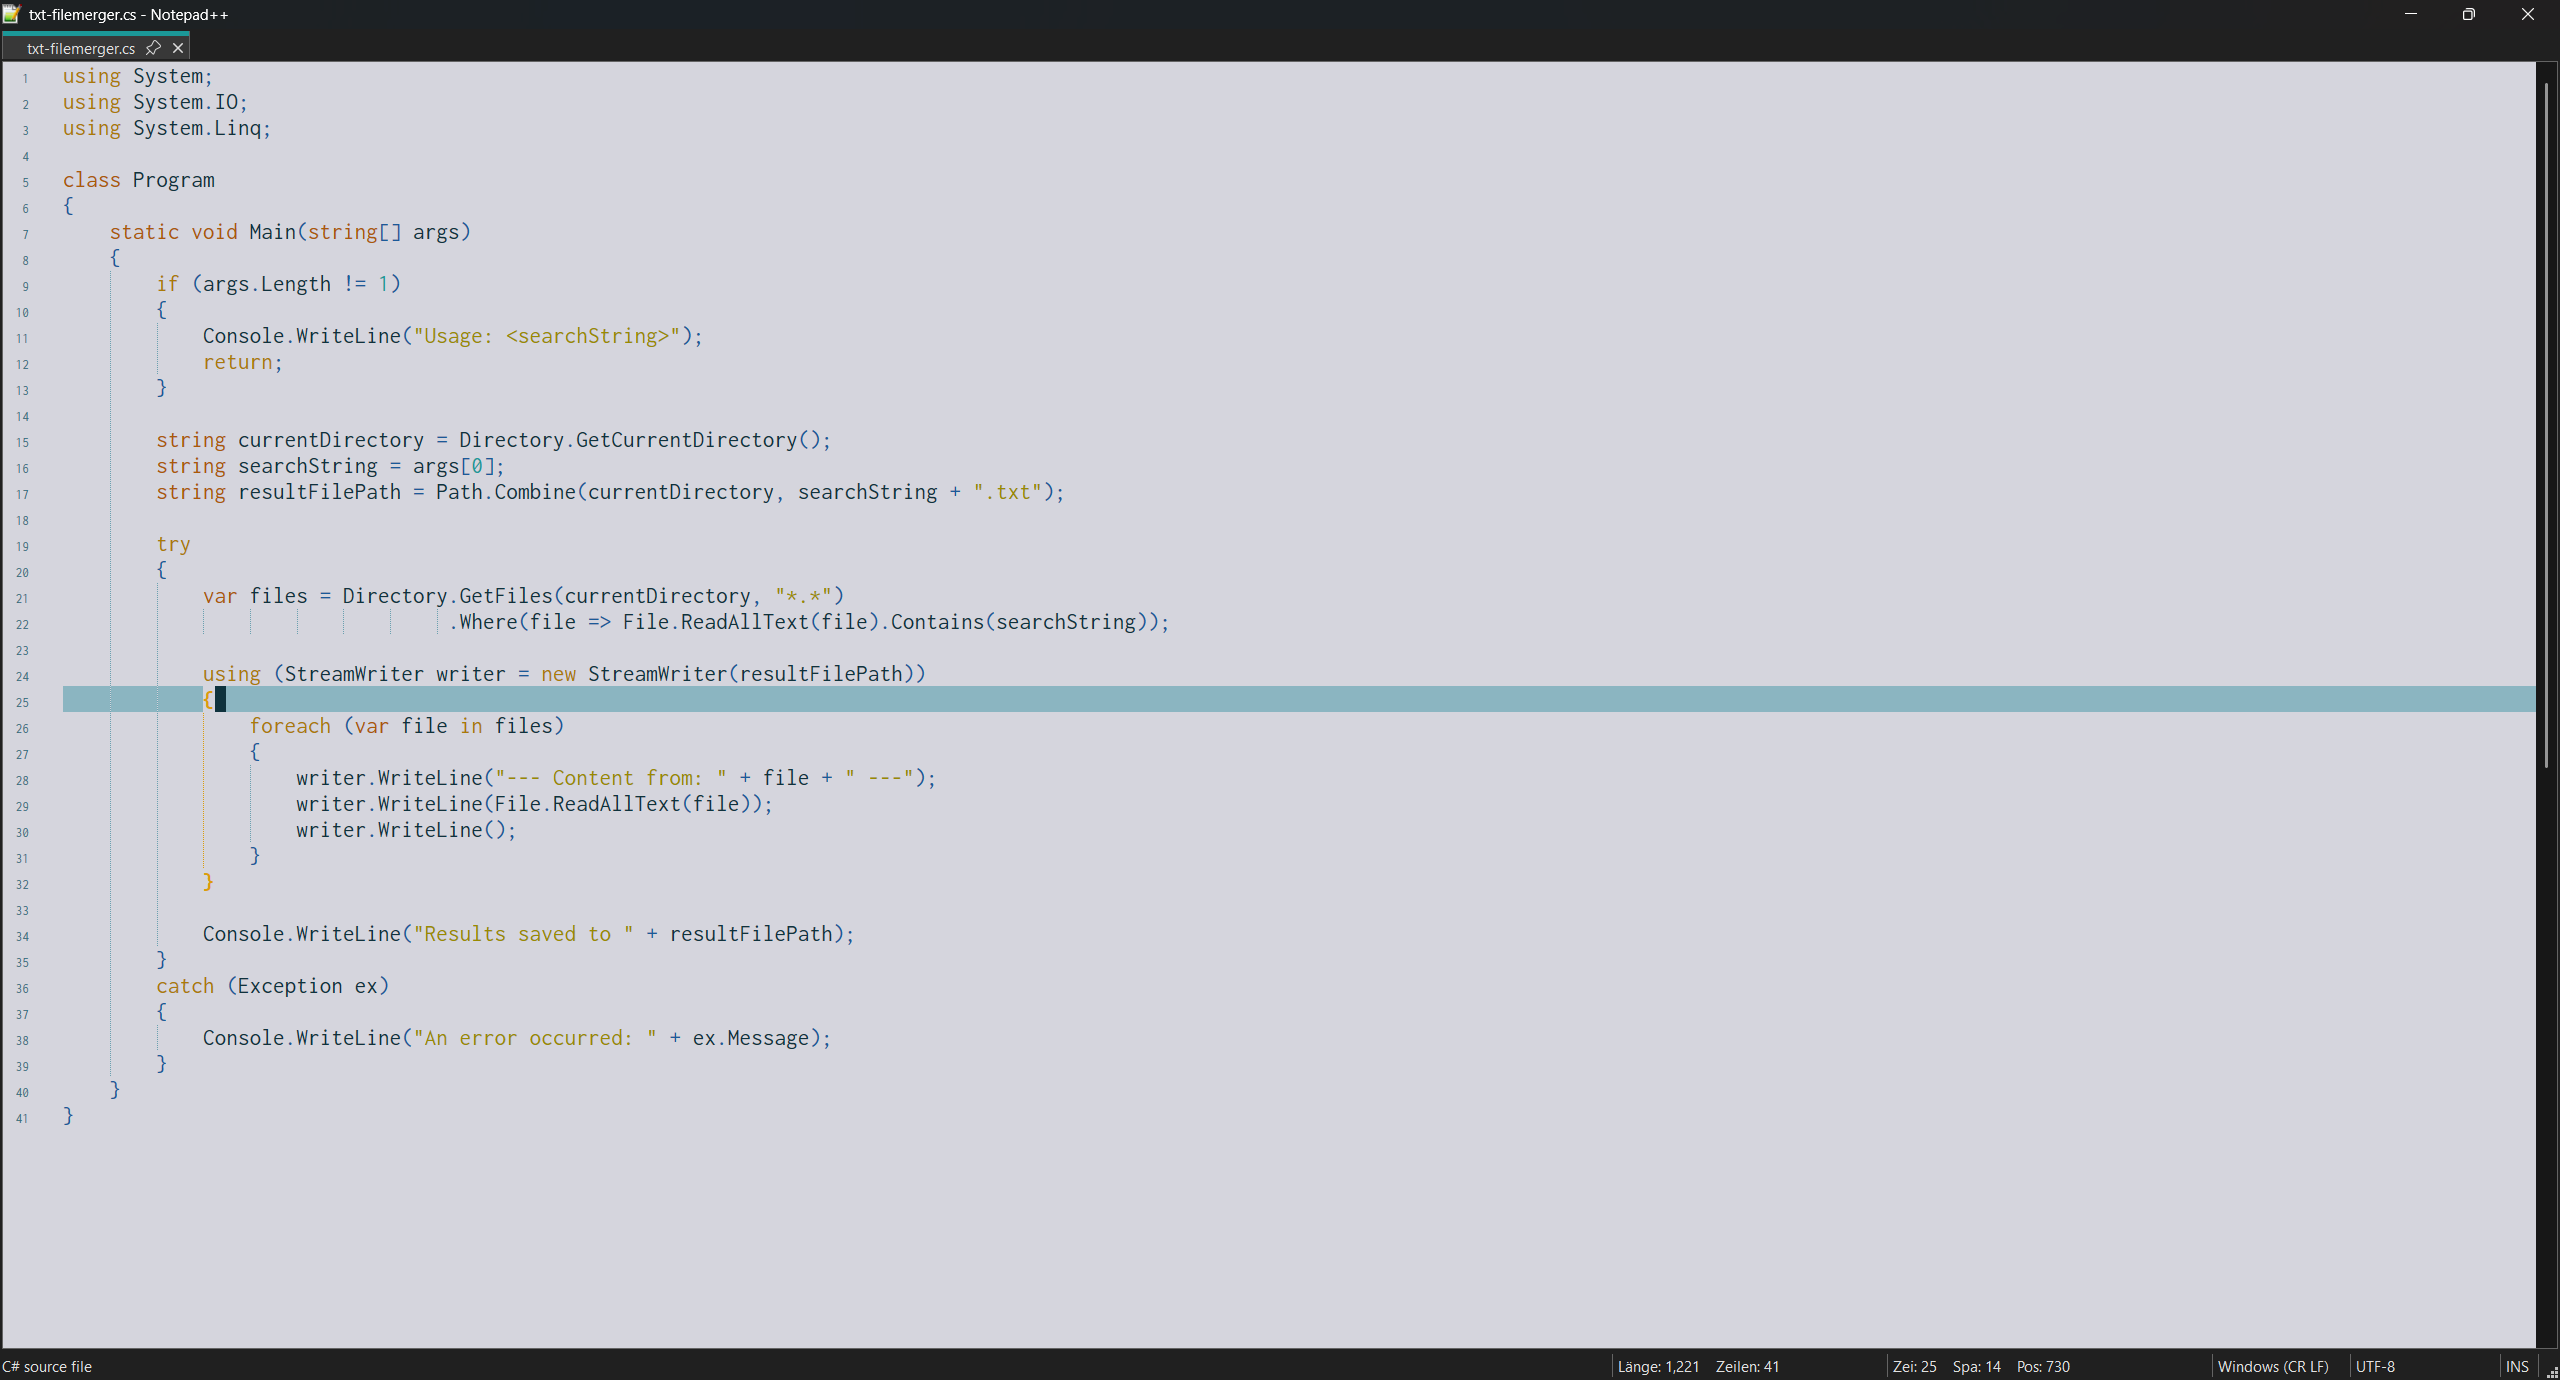 txt-filemerger.cs - Notepad++
txt-filemerger.cs
1 using System;
2 using System.IO;
3 using System.Linq;
4
5 class Program
6 {
7     static void Main(string[] args)
8     {
9         if (args.Length != 1)
10         {
11             Console.WriteLine("Usage: <searchString>");
12             return;
13         }
14
15         string currentDirectory = Directory.GetCurrentDirectory();
16         string searchString = args[0];
17         string resultFilePath = Path.Combine(currentDirectory, searchString + ".txt");
18
19         try
20         {
21             var files = Directory.GetFiles(currentDirectory, "*.*")
22                                  .Where(file => File.ReadAllText(file).Contains(searchString));
23
24             using (StreamWriter writer = new StreamWriter(resultFilePath))
25             {
26                 foreach (var file in files)
27                 {
28                     writer.WriteLine("--- Content from: " + file + " ---");
29                     writer.WriteLine(File.ReadAllText(file));
30                     writer.WriteLine();
31                 }
32             }
33
34             Console.WriteLine("Results saved to " + resultFilePath);
35         }
36         catch (Exception ex)
37         {
38             Console.WriteLine("An error occurred: " + ex.Message);
39         }
40     }
41 }
C# source file Länge: 1,221 Zeilen: 41 Zei: 25 Spa: 14 Pos: 730 Windows (CR LF) UTF-8 INS